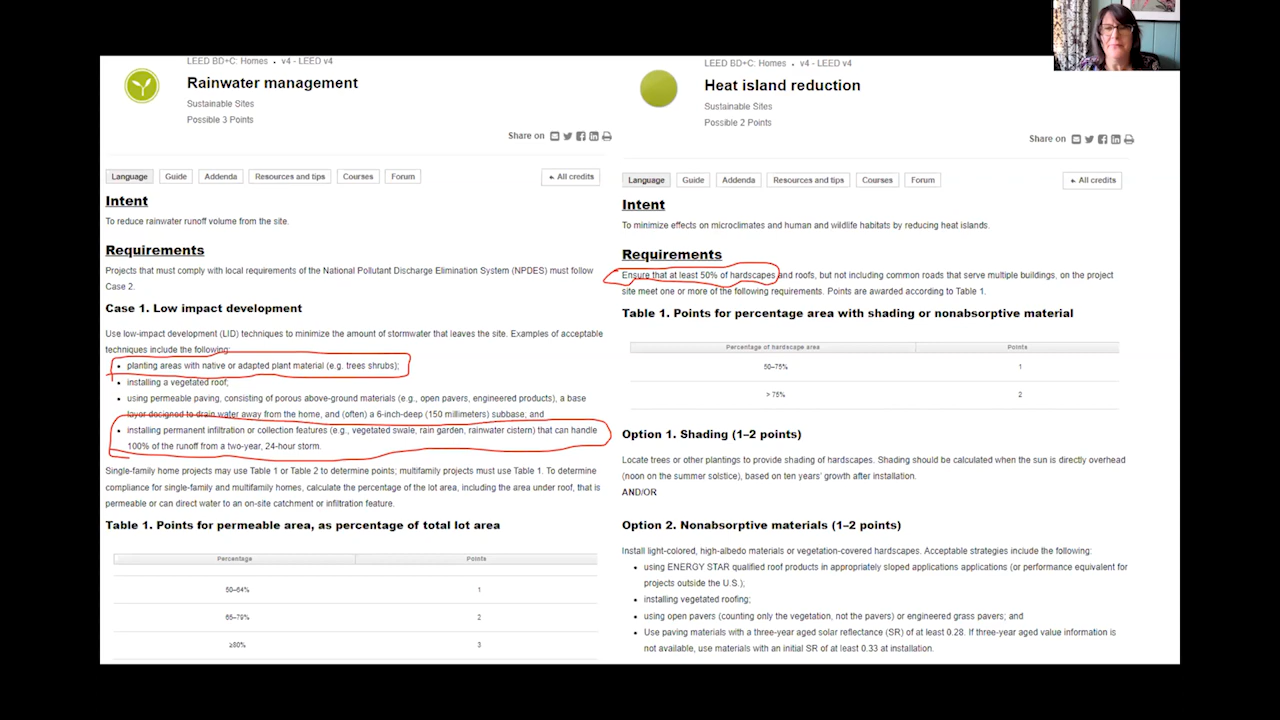 LEED BD+C: Homes • v4 - LEED v4
Rainwater management
Sustainable Sites
Possible 3 Points
Share on
Language Guide Addenda Resources and tips Courses Forum All credits
Intent
To reduce rainwater runoff volume from the site.
Requirements
Projects that must comply with local requirements of the National Pollutant Discharge Elimination System (NPDES) must follow
Case 2.
Case 1. Low impact development
Use low-impact development (LID) techniques to minimize the amount of stormwater that leaves the site. Examples of acceptable
techniques include the following:
• planting areas with native or adapted plant material (e.g. trees shrubs);
• installing a vegetated roof;
• using permeable paving, consisting of porous above-ground materials (e.g., open pavers, engineered products), a base
layer designed to drain water away from the home, and (often) a 6-inch-deep (150 millimeters) subbase; and
• installing permanent infiltration or collection features (e.g., vegetated swale, rain garden, rainwater cistern) that can handle
100% of the runoff from a two-year, 24-hour storm.
Single-family home projects may use Table 1 or Table 2 to determine points; multifamily projects must use Table 1. To determine
compliance for single-family and multifamily homes, calculate the percentage of the lot area, including the area under roof, that is
permeable or can direct water to an on-site catchment or infiltration feature.
Table 1. Points for permeable area, as percentage of total lot area
Percentage Points
50–64% 1
65–79% 2
≥80% 3
LEED BD+C: Homes • v4 - LEED v4
Heat island reduction
Sustainable Sites
Possible 2 Points
Share on
Language Guide Addenda Resources and tips Courses Forum All credits
Intent
To minimize effects on microclimates and human and wildlife habitats by reducing heat islands.
Requirements
Ensure that at least 50% of hardscapes and roofs, but not including common roads that serve multiple buildings, on the project
site meet one or more of the following requirements. Points are awarded according to Table 1.
Table 1. Points for percentage area with shading or nonabsorptive material
Percentage of hardscape area Points
50–75% 1
> 75% 2
Option 1. Shading (1–2 points)
Locate trees or other plantings to provide shading of hardscapes. Shading should be calculated when the sun is directly overhead
(noon on the summer solstice), based on ten years' growth after installation.
AND/OR
Option 2. Nonabsorptive materials (1–2 points)
Install light-colored, high-albedo materials or vegetation-covered hardscapes. Acceptable strategies include the following:
• using ENERGY STAR qualified roof products in appropriately sloped applications applications (or performance equivalent for
projects outside the U.S.);
• installing vegetated roofing;
• using open pavers (counting only the vegetation, not the pavers) or engineered grass pavers; and
• Use paving materials with a three-year aged solar reflectance (SR) of at least 0.28. If three-year aged value information is
not available, use materials with an initial SR of at least 0.33 at installation.